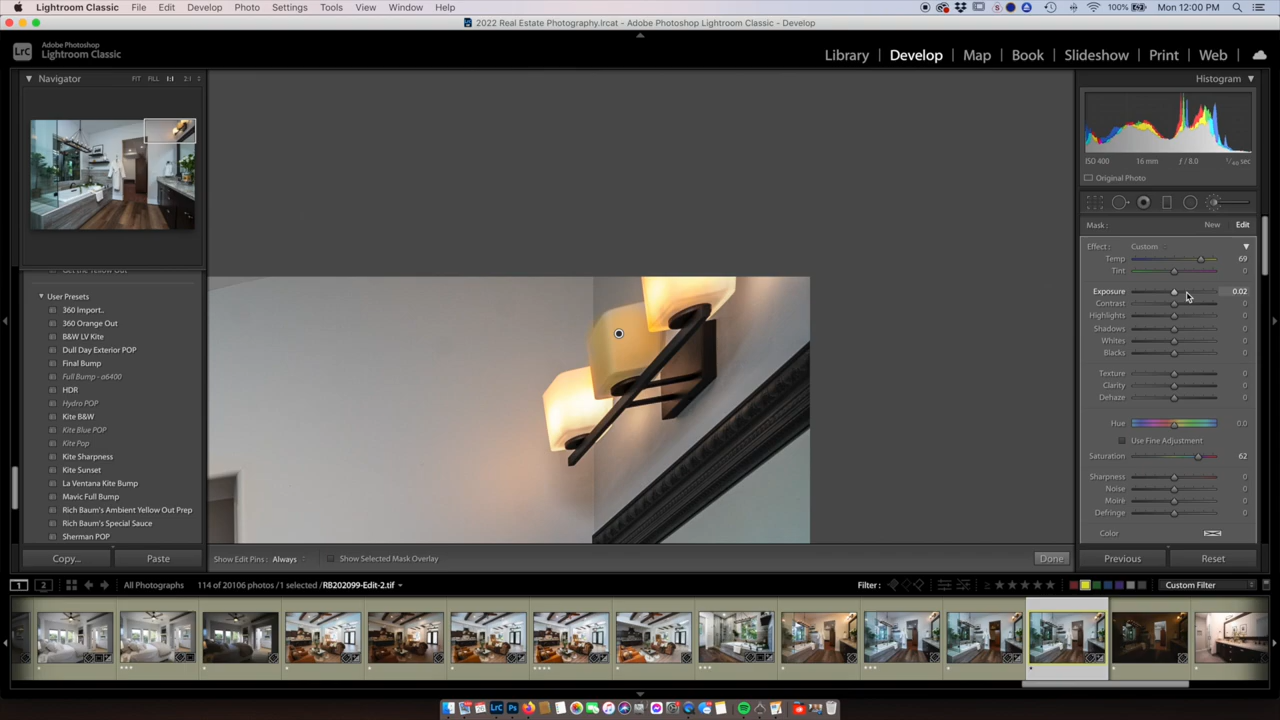 Lightroom Classic File Edit Develop Photo Settings Tools View Window Help 100% Mon 12:00 PM
2022 Real Estate Photography.lrcat - Adobe Photoshop Lightroom Classic - Develop
LrC Adobe Photoshop
Lightroom Classic
Library Develop Map Book Slideshow Print Web
Navigator FIT FILL 1:1 2:1
User Presets
360 Import..
360 Orange Out
B&W LV Kite
Dull Day Exterior POP
Final Bump
Full Bump - a6400
HDR
Hydro POP
Kite B&W
Kite Blue POP
Kite Pop
Kite Sharpness
Kite Sunset
La Ventana Kite Bump
Mavic Full Bump
Rich Baum's Ambient Yellow Out Prep
Rich Baum's Special Sauce
Sherman POP
Copy... Paste
Show Edit Pins: Always Show Selected Mask Overlay Done
Histogram
ISO 400 16 mm ƒ / 8.0
Original Photo
Mask : New Edit
Effect : Custom
Temp 69
Tint 0
Exposure 0.02
Contrast 0
Highlights 0
Shadows 0
Whites 0
Blacks 0
Texture 0
Clarity 0
Dehaze 0
Hue 0.0
Use Fine Adjustment
Saturation 62
Sharpness 0
Noise 0
Moiré 0
Defringe 0
Color
Previous Reset
1 2 All Photographs 114 of 20106 photos / 1 selected / RB202099-Edit-2.tif Filter : Custom Filter